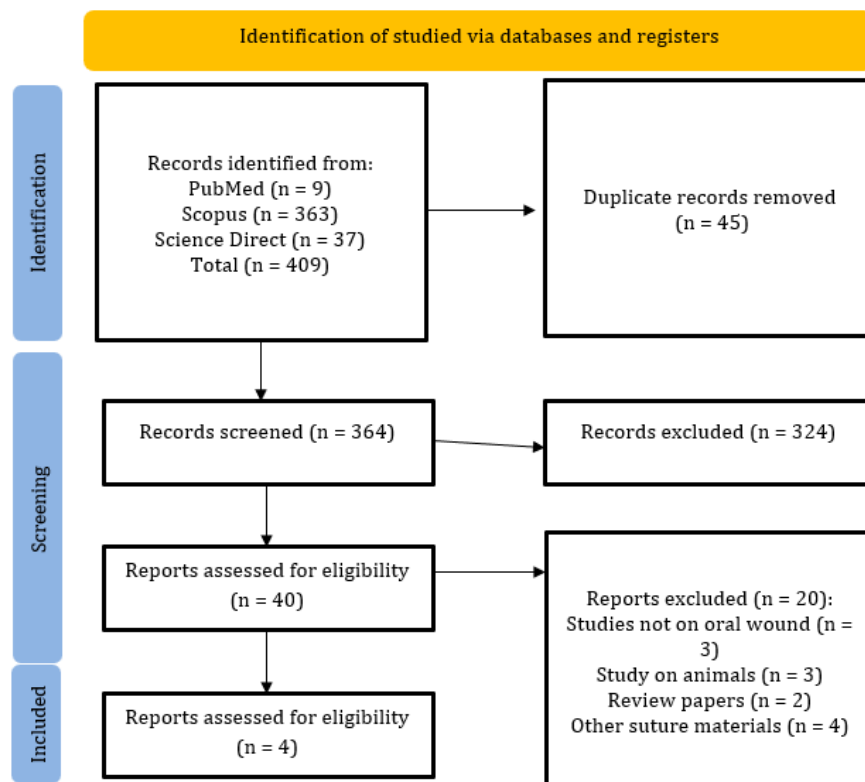 Identification of studied via databases and registers
Identification
Records identified from:
PubMed (n = 9)
Scopus (n = 363)
Science Direct (n = 37)
Total (n = 409)
Duplicate records removed
(n = 45)
Screening
Records screened (n = 364)
Records excluded (n = 324)
Reports assessed for eligibility
(n = 40)
Reports excluded (n = 20):
Studies not on oral wound (n =
3)
Study on animals (n = 3)
Review papers (n = 2)
Other suture materials (n = 4)
Included
Reports assessed for eligibility
(n = 4)